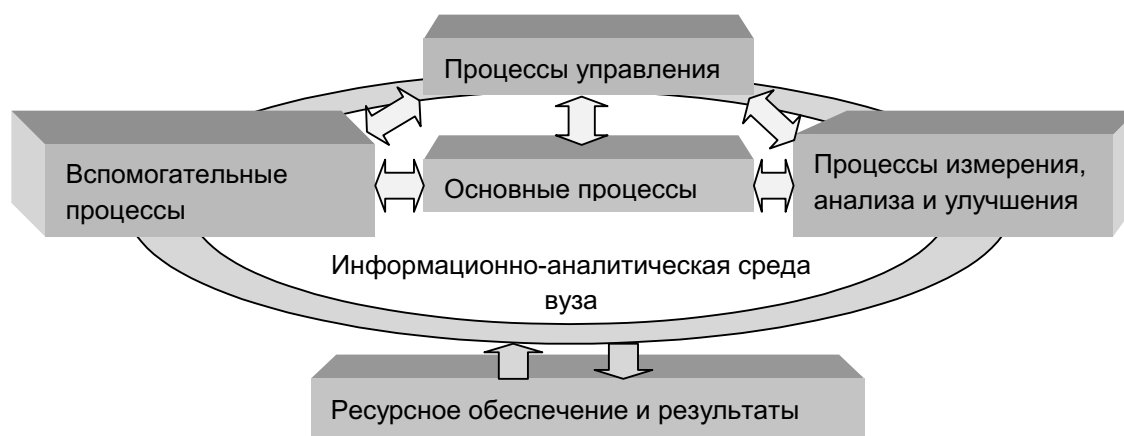 Процессы управления
Вспомогательные
процессы
Основные процессы
Процессы измерения,
анализа и улучшения
Информационно-аналитическая среда
вуза
Ресурсное обеспечение и результаты